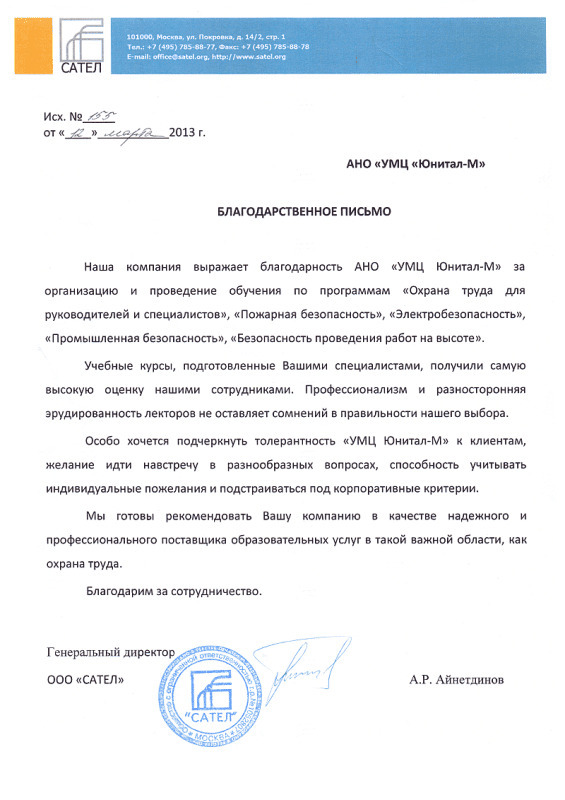 101000, Москва, ул. Покровка, д. 14/2, стр. 1
Тел.: +7 (495) 785-88-77, Факс: +7 (495) 785-88-78
E-mail: office@satel.org, http://www.satel.org
САТЕЛ
Исх. № 155
от « 12 » марта 2013 г.
АНО «УМЦ «Юнитал-М»
БЛАГОДАРСТВЕННОЕ ПИСЬМО
Наша компания выражает благодарность АНО «УМЦ Юнитал-М» за
организацию и проведение обучения по программам «Охрана труда для
руководителей и специалистов», «Пожарная безопасность», «Электробезопасность»,
«Промышленная безопасность», «Безопасность проведения работ на высоте».
Учебные курсы, подготовленные Вашими специалистами, получили самую
высокую оценку нашими сотрудниками. Профессионализм и разносторонняя
эрудированность лекторов не оставляет сомнений в правильности нашего выбора.
Особо хочется подчеркнуть толерантность «УМЦ Юнитал-М» к клиентам,
желание идти навстречу в разнообразных вопросах, способность учитывать
индивидуальные пожелания и подстраиваться под корпоративные критерии.
Мы готовы рекомендовать Вашу компанию в качестве надежного и
профессионального поставщика образовательных услуг в такой важной области, как
охрана труда.
Благодарим за сотрудничество.
Генеральный директор
ООО «САТЕЛ»
А.Р. Айнетдинов
Общество с ограниченной ответственностью
"САТЕЛ"
МОСКВА